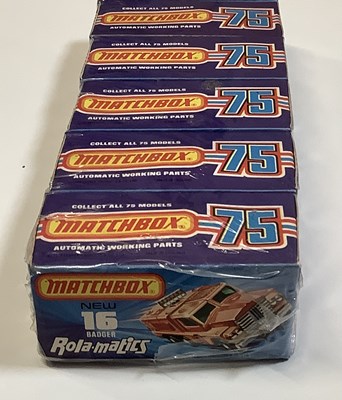 MATCHBOX 75
COLLECT ALL 75 MODELS
MATCHBOX 75
AUTOMATIC WORKING PARTS
COLLECT ALL 75 MODELS
MATCHBOX 75
AUTOMATIC WORKING PARTS
COLLECT ALL 75 MODELS
MATCHBOX 75
AUTOMATIC WORKING PARTS
COLLECT ALL 75 MODELS
MATCHBOX 75
AUTOMATIC WORKING PARTS
MATCHBOX
NEW
16
BADGER
Rola-matics